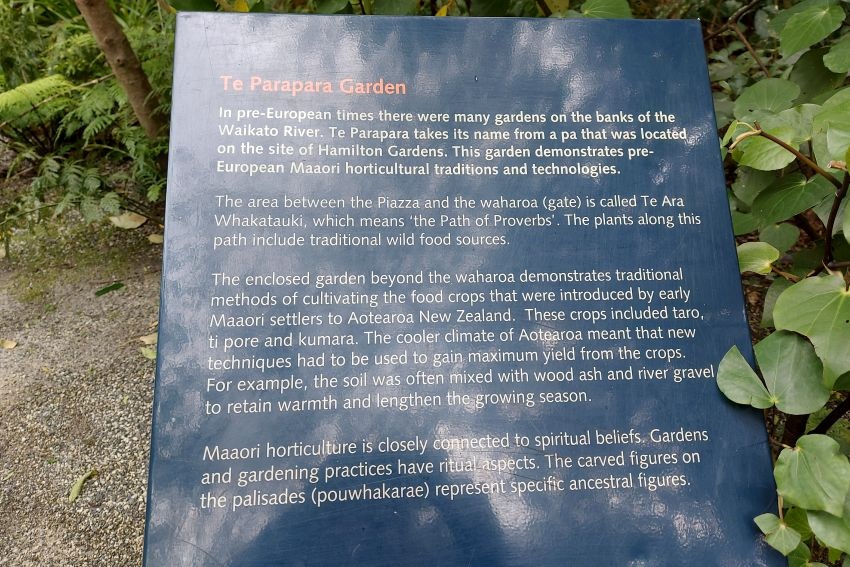 Te Parapara Garden
In pre-European times there were many gardens on the banks of the
Waikato River. Te Parapara takes its name from a pa that was located
on the site of Hamilton Gardens. This garden demonstrates pre-
European Maaori horticultural traditions and technologies.
The area between the Piazza and the waharoa (gate) is called Te Ara
Whakatauki, which means ‘the Path of Proverbs’. The plants along this
path include traditional wild food sources.
The enclosed garden beyond the waharoa demonstrates traditional
methods of cultivating the food crops that were introduced by early
Maaori settlers to Aotearoa New Zealand. These crops included taro,
ti pore and kumara. The cooler climate of Aotearoa meant that new
techniques had to be used to gain maximum yield from the crops.
For example, the soil was often mixed with wood ash and river gravel
to retain warmth and lengthen the growing season.
Maaori horticulture is closely connected to spiritual beliefs. Gardens
and gardening practices have ritual aspects. The carved figures on
the palisades (pouwhakarae) represent specific ancestral figures.